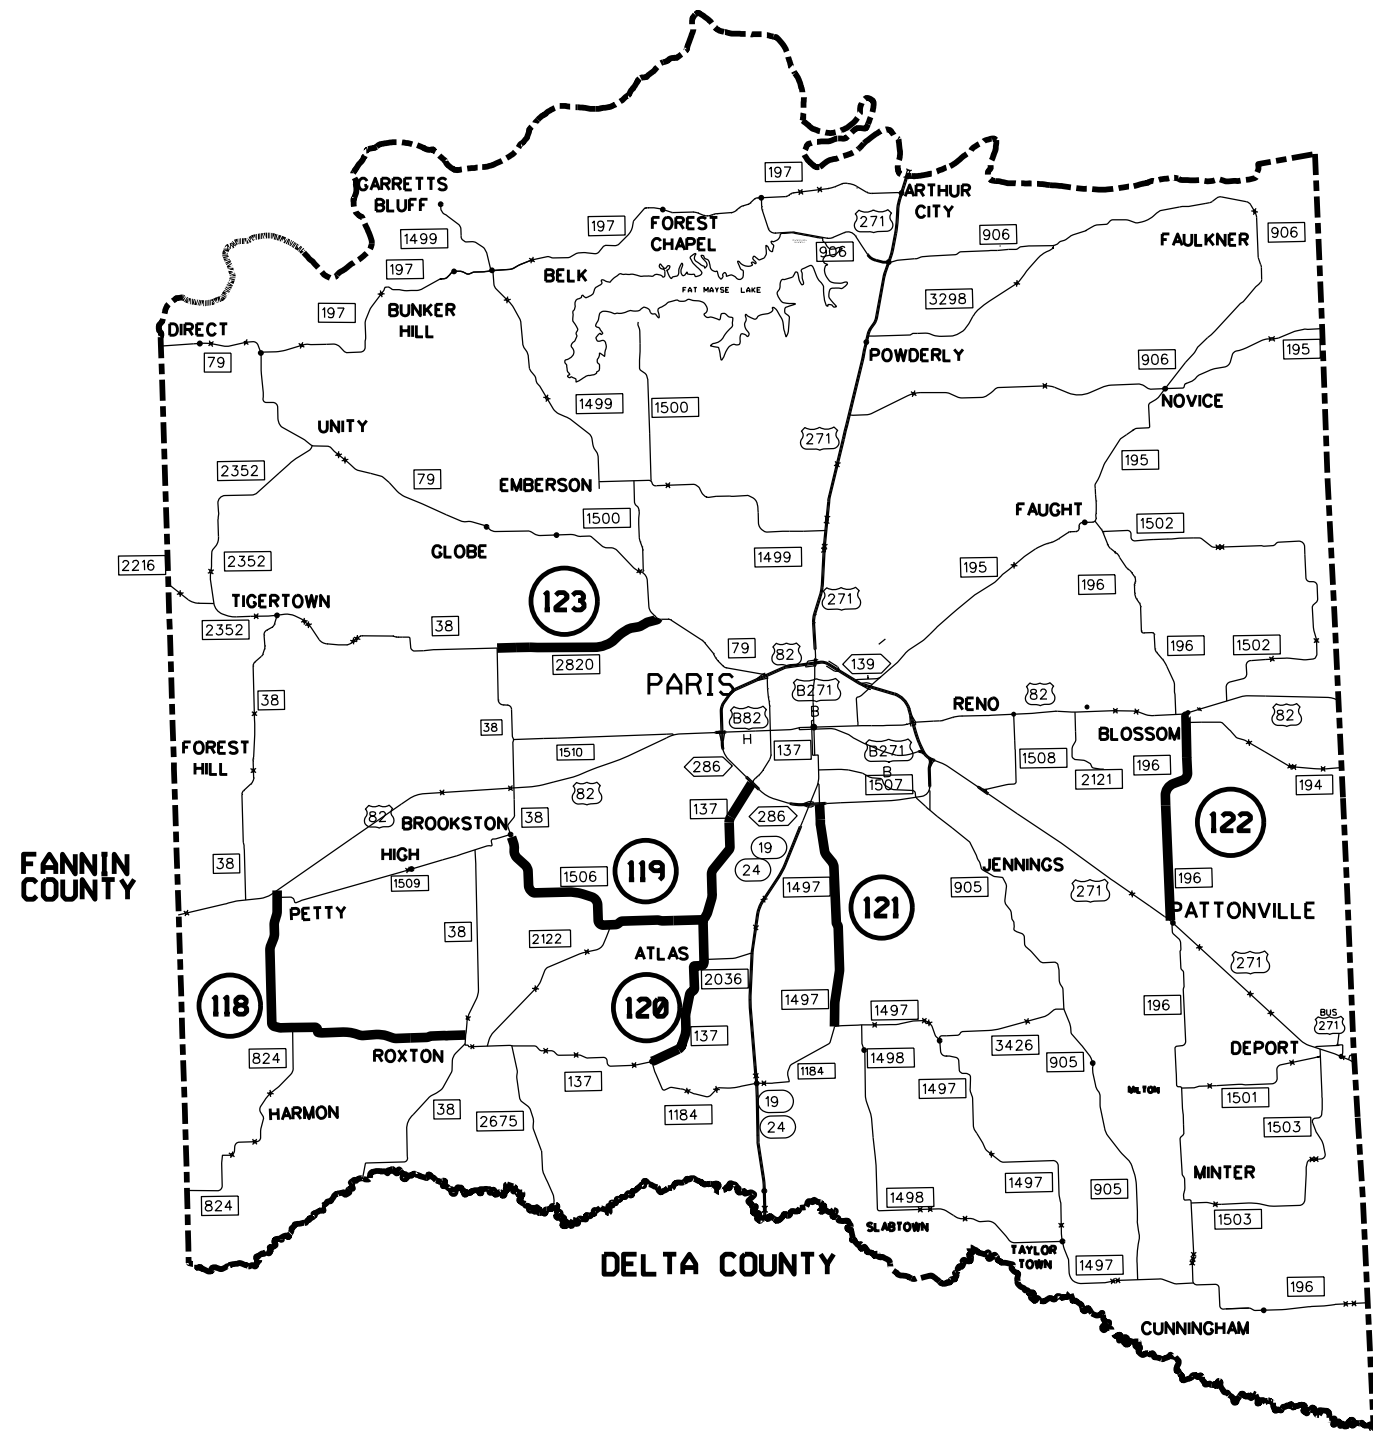 197
GARRETTS
BLUFF
ARTHUR
CITY
271
1499
197
FOREST
CHAPEL
906
FAULKNER
906
197
BELK
906
FAT MAYSE LAKE
3298
197
BUNKER
HILL
DIRECT
79
POWDERLY
906
195
1499
1500
NOVICE
UNITY
271
2352
79
195
EMBERSON
1500
FAUGHT
1502
GLOBE
1499
2216
2352
195
196
TIGERTOWN
123
271
2352
38
79
82
139
196
1502
2820
PARIS
B271
B
RENO
82
38
38
B82
H
137
B271
B
BLOSSOM
82
FOREST
HILL
1510
286
1507
1508
2121
196
194
82
82
137
286
BROOKSTON
38
122
FANNIN
COUNTY
38
HIGH
1509
1506
119
19
24
1497
JENNINGS
905
271
196
PETTY
121
PATTONVILLE
38
2122
ATLAS
2036
271
118
120
1497
1497
196
BUS
271
824
ROXTON
137
1498
3426
905
DEPORT
137
1184
1497
1501
HARMON
38
2675
1184
19
24
1503
824
1498
1497
905
MINTER
SLABTOWN
1503
DELTA COUNTY
TAYLOR
TOWN
1497
196
CUNNINGHAM